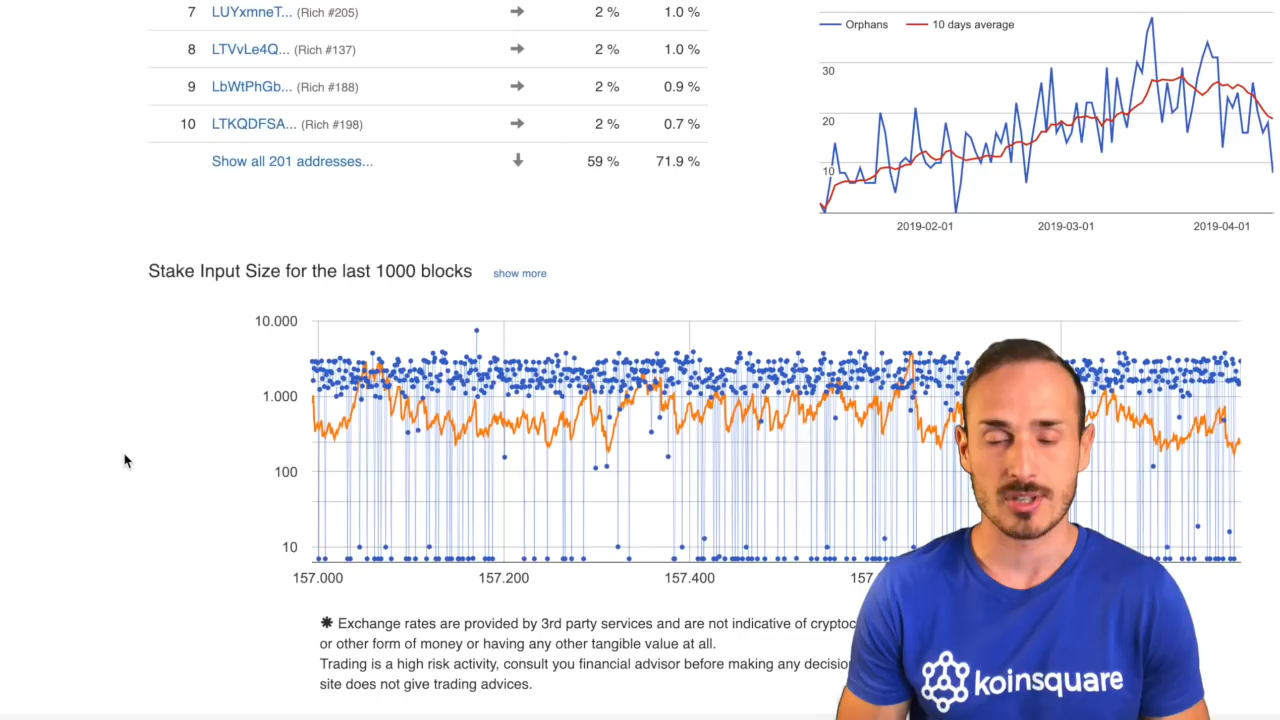 7 LUYxmneT... (Rich #205) 2 % 1.0 %
8 LTVvLe4Q... (Rich #137) 2 % 1.0 %
9 LbWtPhGb... (Rich #188) 2 % 0.9 %
10 LTKQDFSA... (Rich #198) 2 % 0.7 %
Show all 201 addresses... 59 % 71.9 %
Orphans 10 days average
30
20
10
2019-02-01 2019-03-01 2019-04-01
Stake Input Size for the last 1000 blocks show more
10.000
1.000
100
10
157.000 157.200 157.400 157
✱ Exchange rates are provided by 3rd party services and are not indicative of cryptoc
or other form of money or having any other tangible value at all.
Trading is a high risk activity, consult you financial advisor before making any decisio
site does not give trading advices.
koinsquare